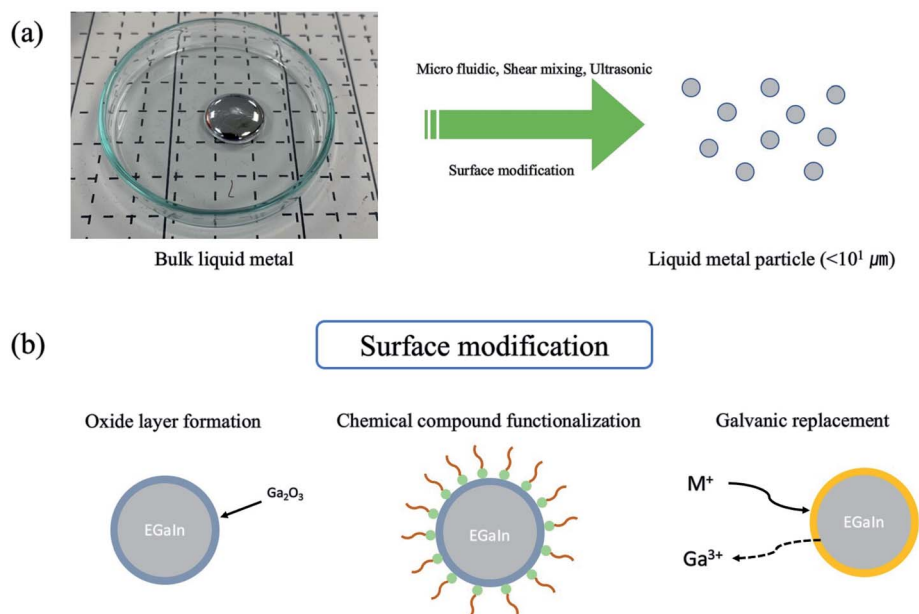 (a)
Micro fluidic, Shear mixing, Ultrasonic
Surface modification
Bulk liquid metal
Liquid metal particle (<10¹ ㎛)
(b)
Surface modification
Oxide layer formation
Chemical compound functionalization
Galvanic replacement
Ga₂O₃
EGaIn
EGaIn
M⁺
EGaIn
Ga³⁺